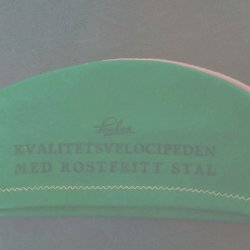 KVALITETSVELOCIPEDEN
MED ROSTFRITT STÅL